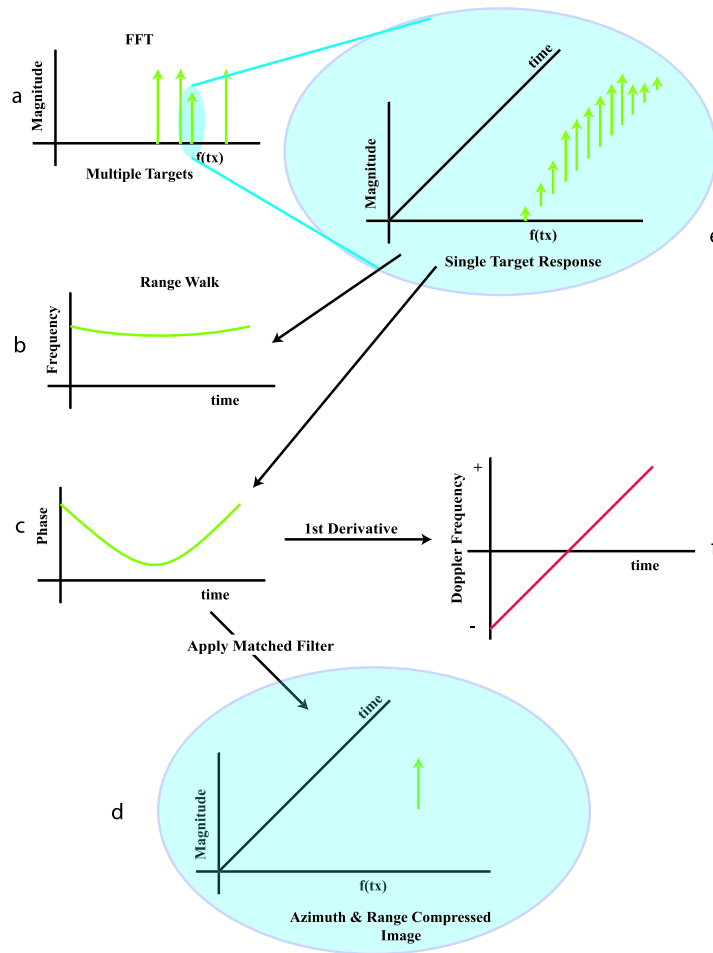 FFT
a
Magnitude
f(tx)
Multiple Targets
time
Magnitude
f(tx)
e
Single Target Response
Range Walk
b
Frequency
time
c
Phase
time
1st Derivative
+
Doppler Frequency
-
time
Apply Matched Filter
d
time
Magnitude
f(tx)
Azimuth & Range Compressed
Image